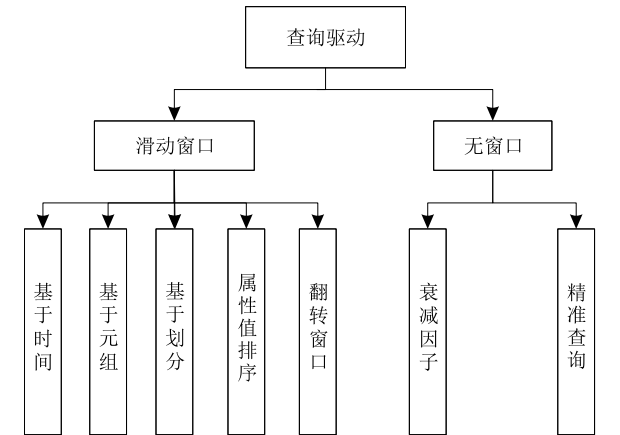 查询驱动
滑动窗口
无窗口
基于时间
基于元组
基于划分
属性值排序
翻转窗口
衰减因子
精准查询